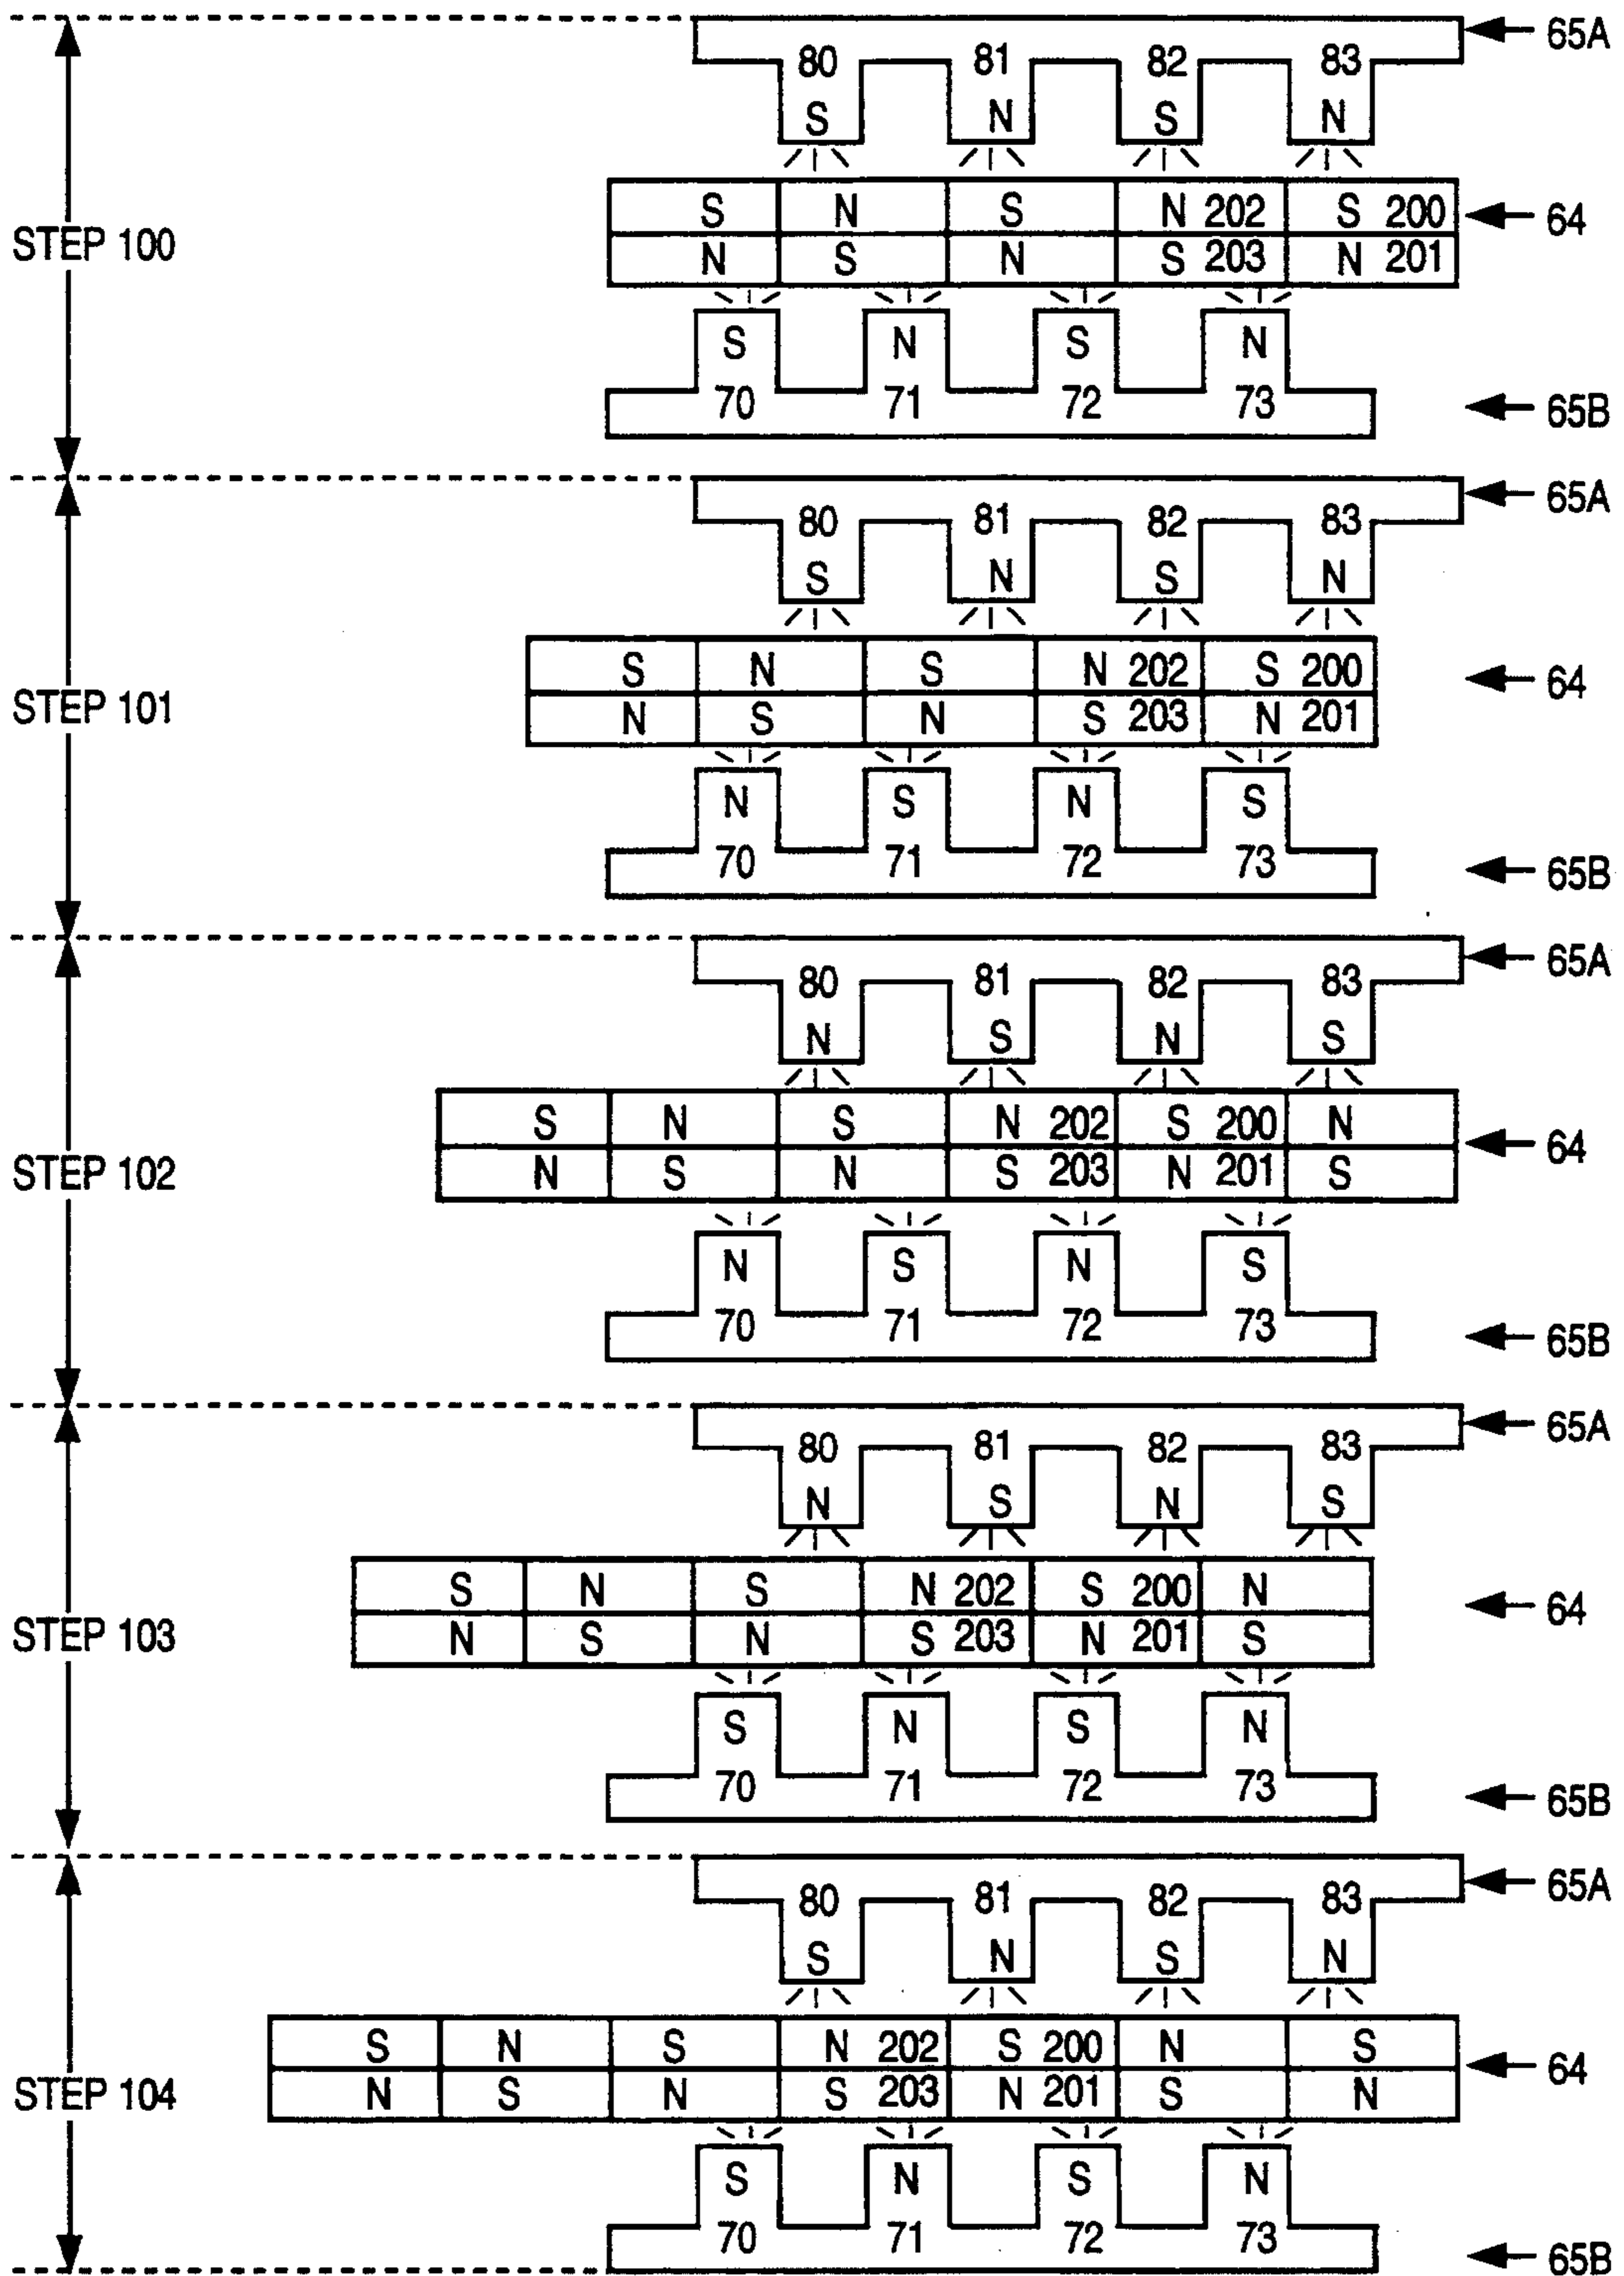 65A
80 81 82 83
S N S N
S N S N 202 S 200
64
STEP 100
N S N S 203 N 201
S N S N
70 71 72 73
65B
65A
80 81 82 83
S N S N
S N S N 202 S 200
64
STEP 101
N S N S 203 N 201
N S N S
70 71 72 73
65B
65A
80 81 82 83
N S N S
S N S N 202 S 200 N
64
STEP 102
N S N S 203 N 201 S
N S N S
70 71 72 73
65B
65A
80 81 82 83
N S N S
S N S N 202 S 200 N
64
STEP 103
N S N S 203 N 201 S
S N S N
70 71 72 73
65B
65A
80 81 82 83
S N S N
S N S N 202 S 200 N S
64
STEP 104
N S N S 203 N 201 S N
S N S N
70 71 72 73
65B